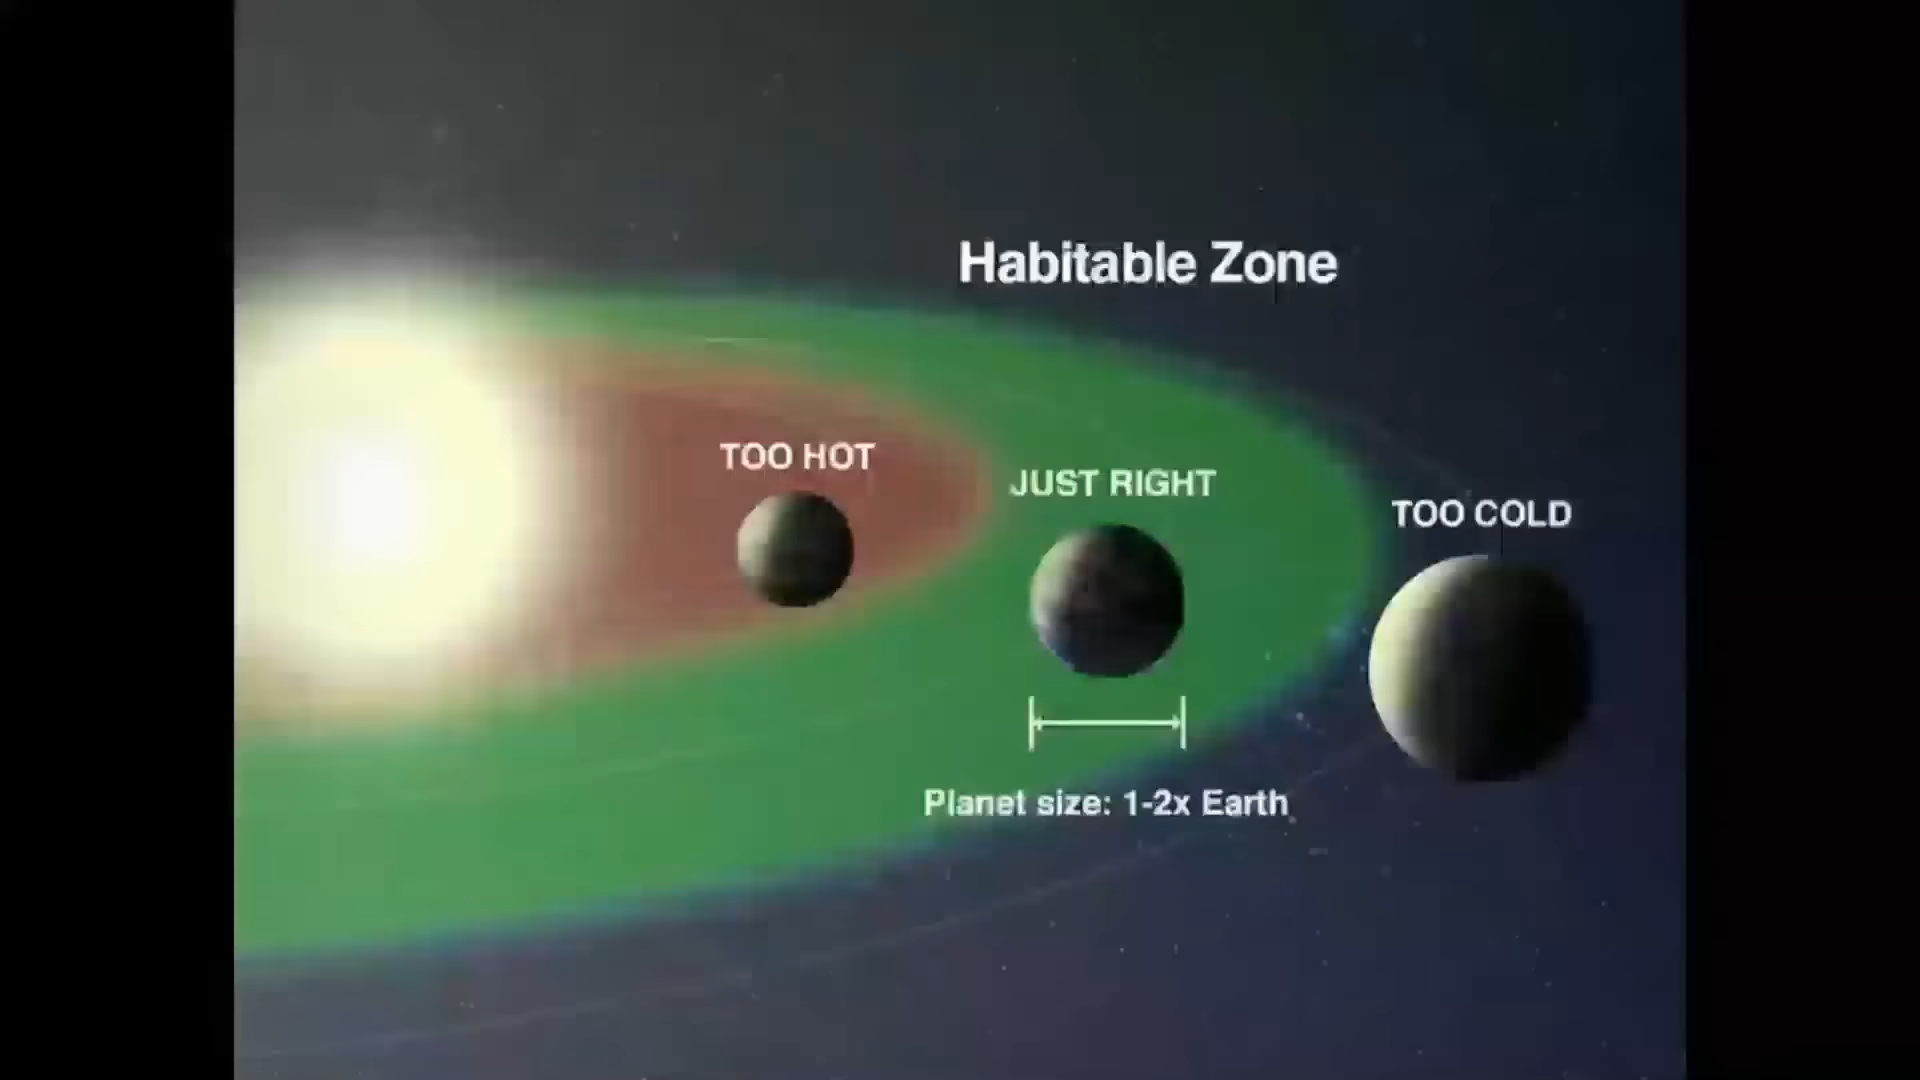 Habitable Zone
TOO HOT
JUST RIGHT
TOO COLD
Planet size: 1-2x Earth